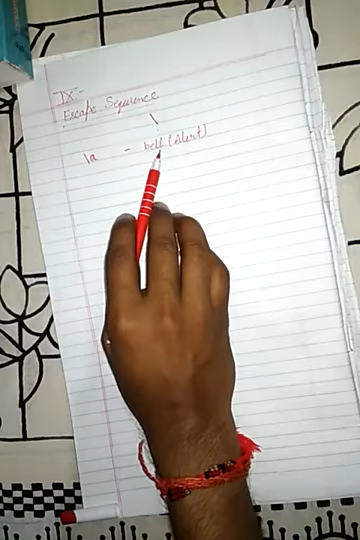 IX-
Escape Sequence
\
\a - bell (Alert)